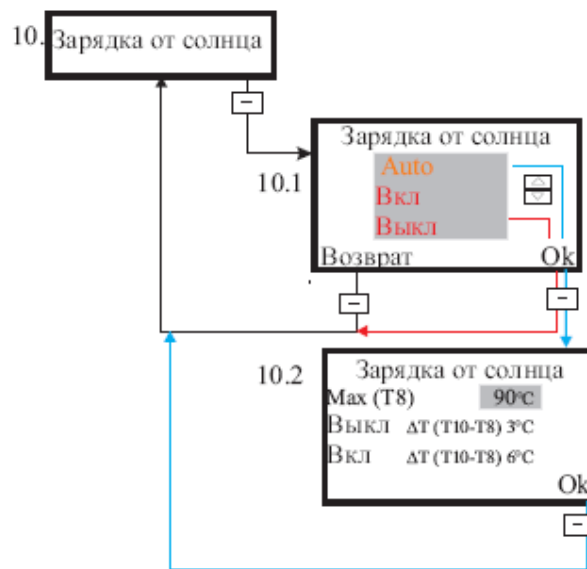 10. Зарядка от солнца
Зарядка от солнца
10.1
Auto
Вкл
Выкл
Возврат Ok
10.2
Зарядка от солнца
Max (T8) 90°C
Выкл ΔT (T10-T8) 3°C
Вкл ΔT (T10-T8) 6°C
Ok